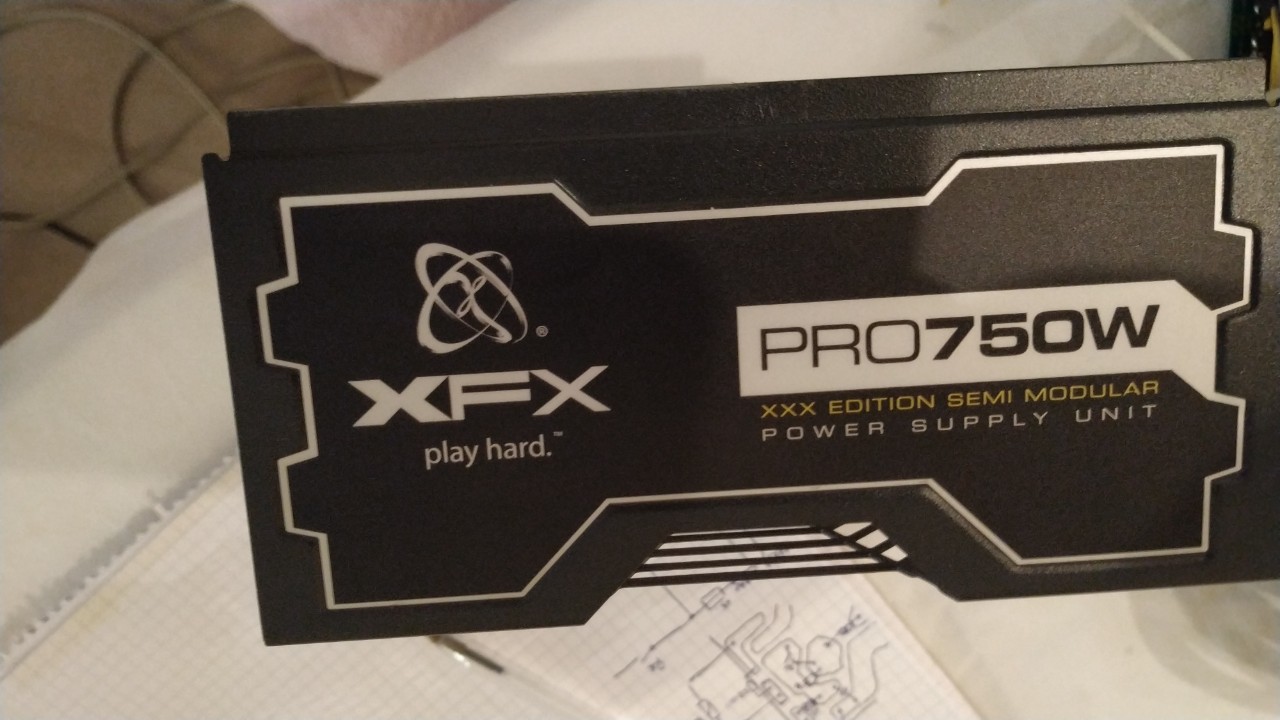 XFX®
play hard.™
PRO750W
XXX EDITION SEMI MODULAR
POWER SUPPLY UNIT